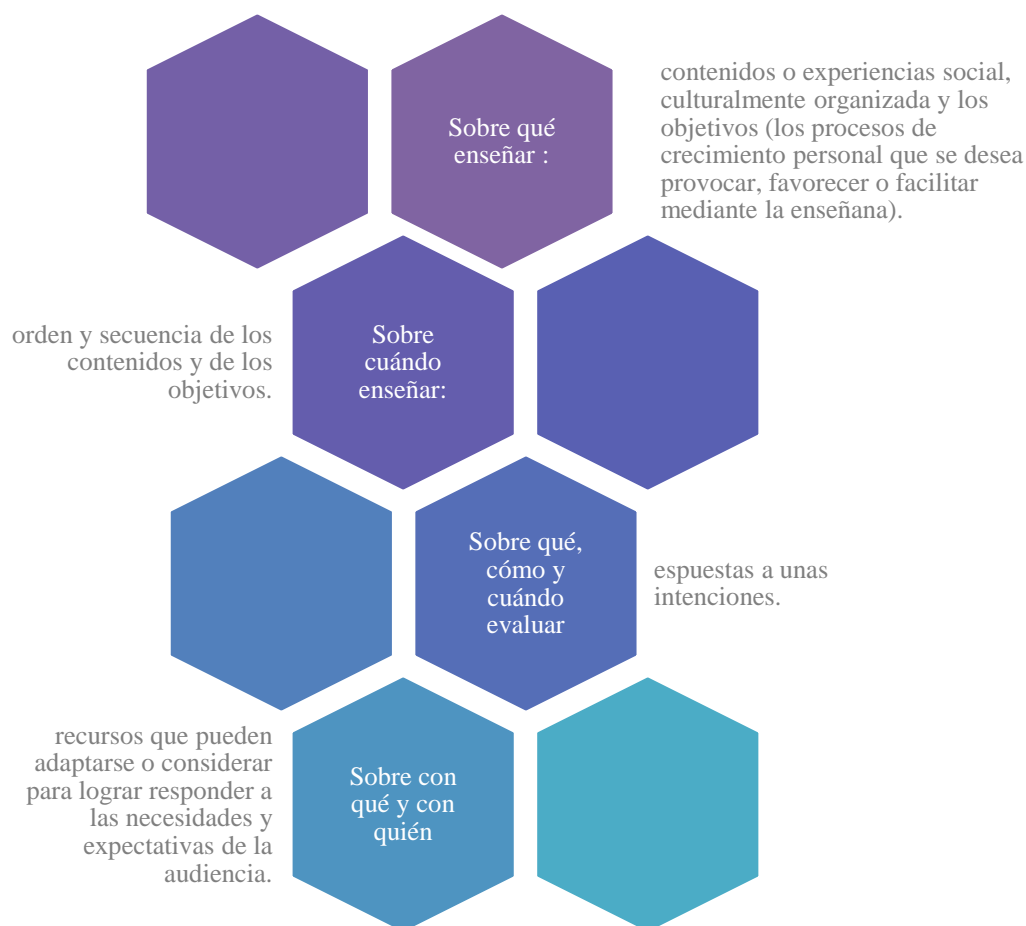 Sobre qué
enseñar :
contenidos o experiencias social,
culturalmente organizada y los
objetivos (los procesos de
crecimiento personal que se desea
provocar, favorecer o facilitar
mediante la enseñana).
Sobre
cuándo
enseñar:
orden y secuencia de los
contenidos y de los
objetivos.
Sobre qué,
cómo y
cuándo
evaluar
espuestas a unas
intenciones.
Sobre con
qué y con
quién
recursos que pueden
adaptarse o considerar
para lograr responder a
las necesidades y
expectativas de la
audiencia.